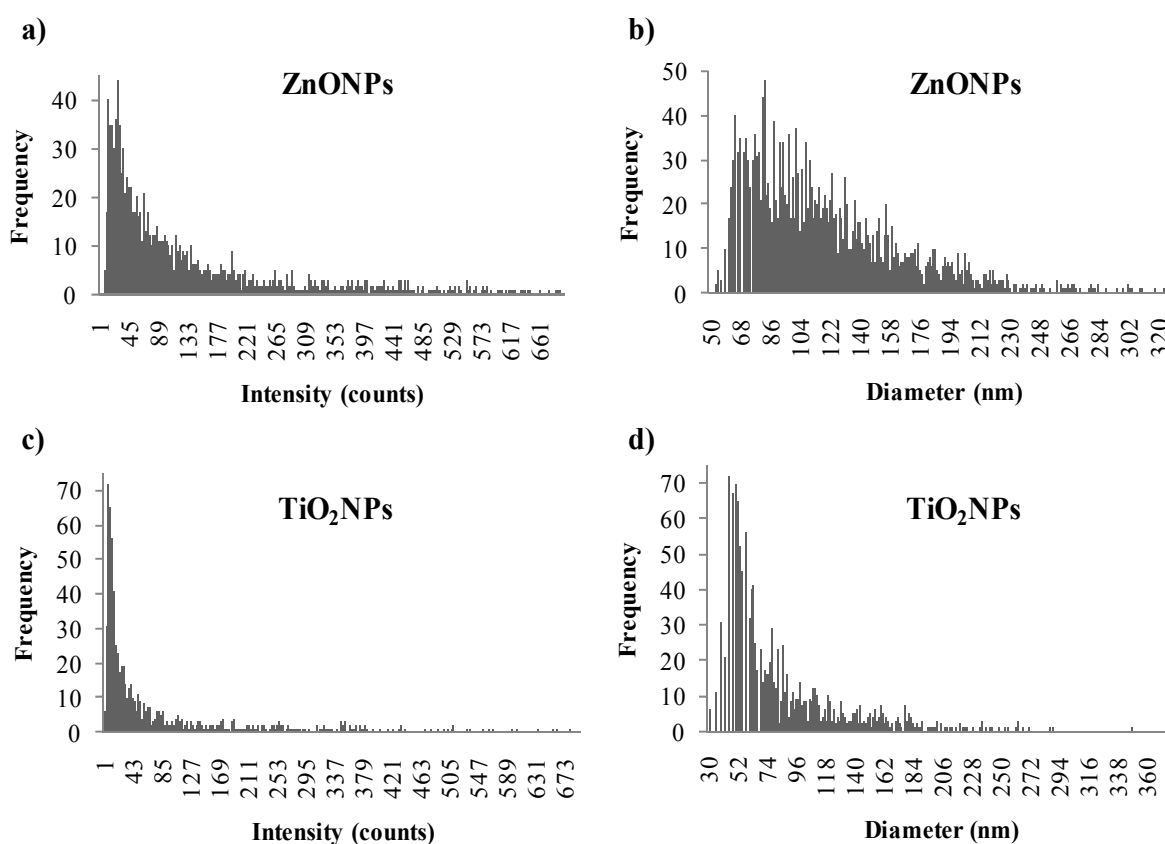 a)
ZnONPs
Frequency
40
30
20
10
0
1 45 89 133 177 221 265 309 353 397 441 485 529 573 617 661
Intensity (counts)
b)
ZnONPs
Frequency
50
40
30
20
10
0
50 68 86 104 122 140 158 176 194 212 230 248 266 284 302 320
Diameter (nm)
c)
TiO₂NPs
Frequency
70
60
50
40
30
20
10
0
1 43 85 127 169 211 253 295 337 379 421 463 505 547 589 631 673
Intensity (counts)
d)
TiO₂NPs
Frequency
70
60
50
40
30
20
10
0
30 52 74 96 118 140 162 184 206 228 250 272 294 316 338 360
Diameter (nm)